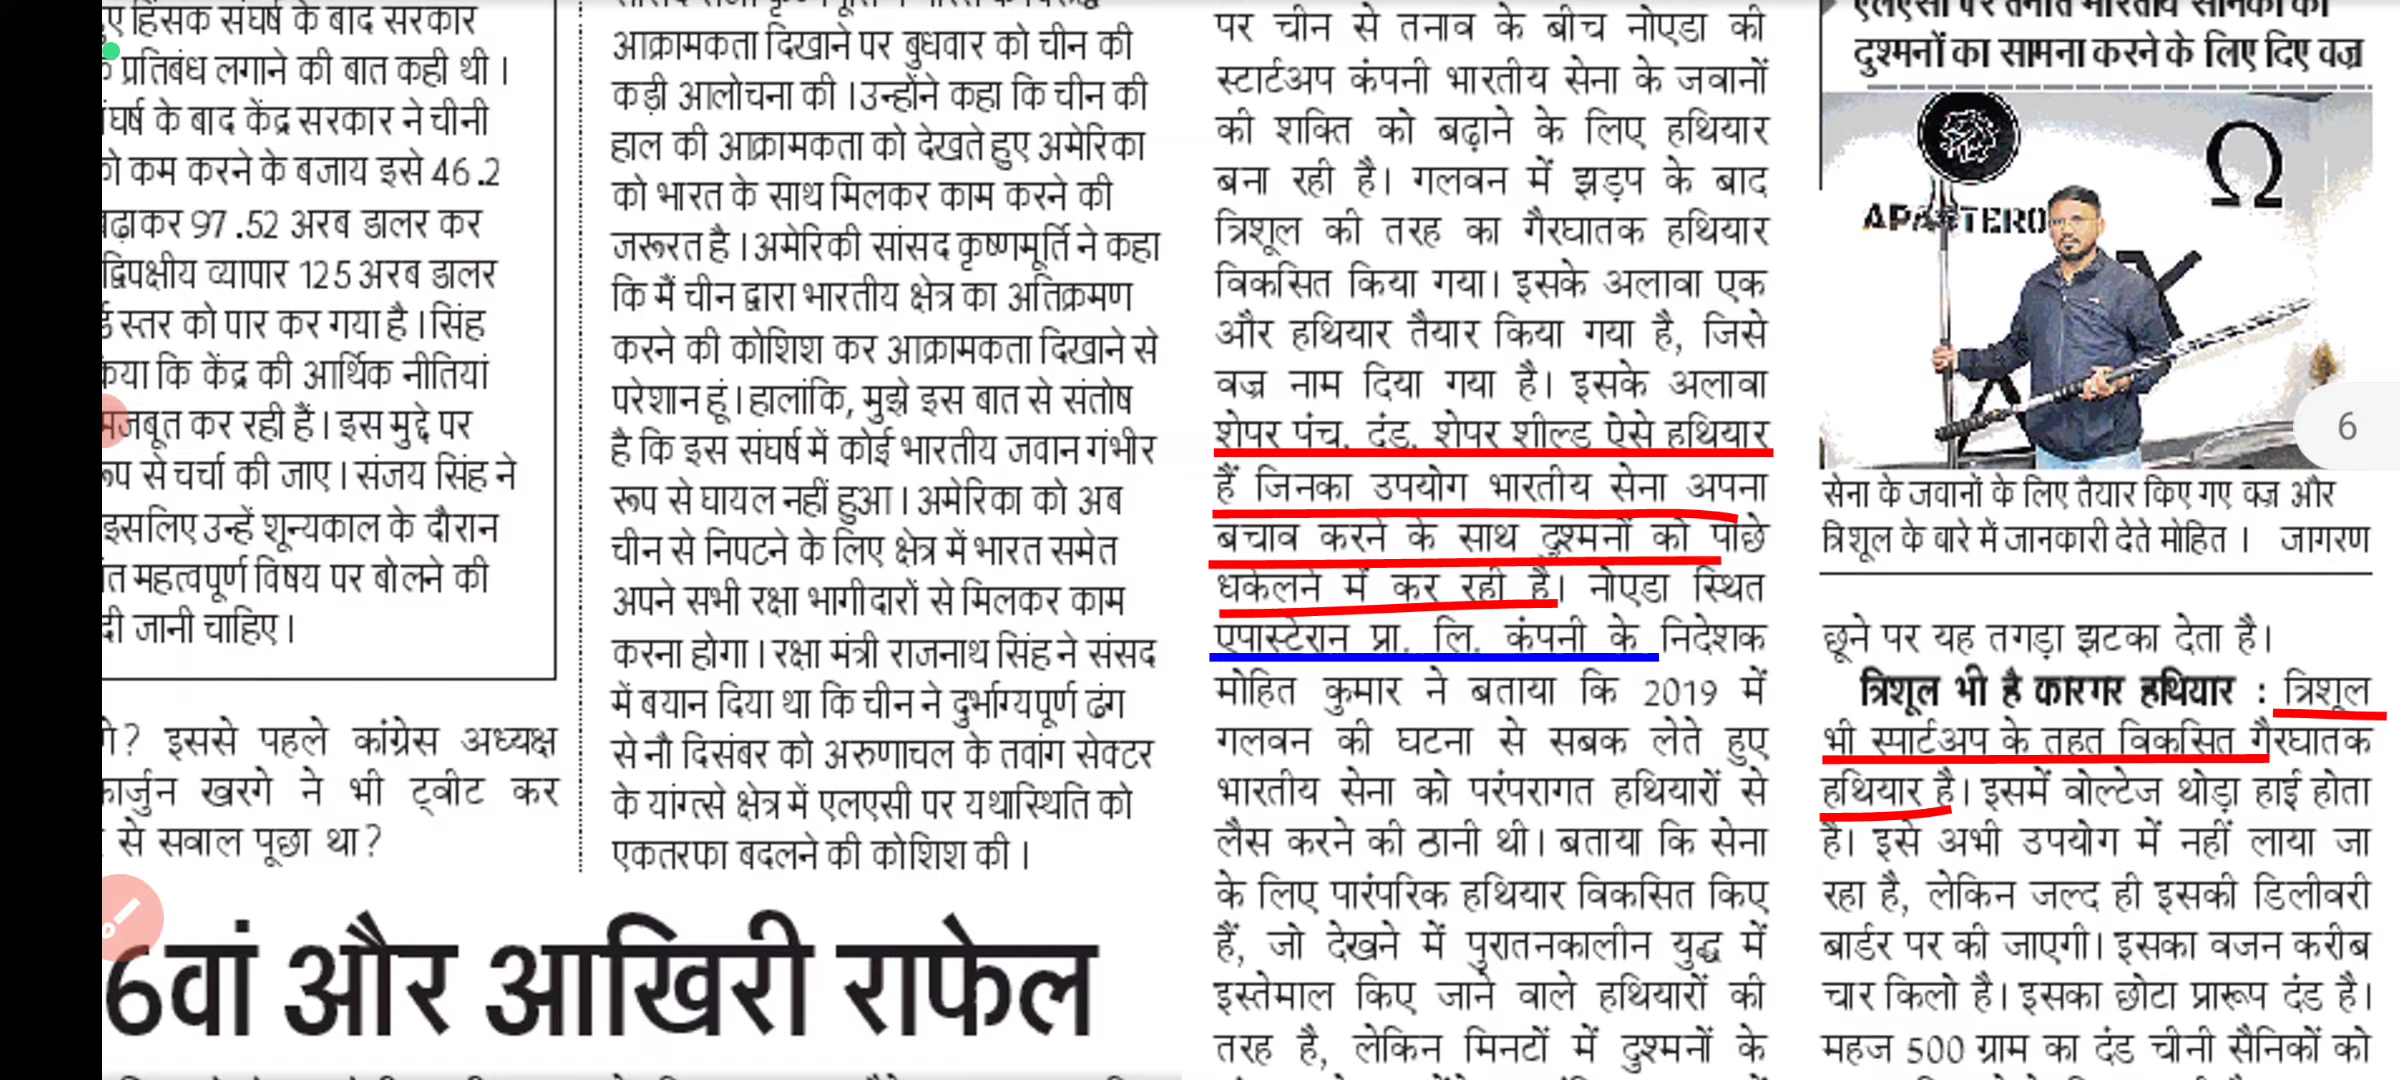 हिंसक संघर्ष के बाद सरकार
प्रतिबंध लगाने की बात कही थी ।
के बाद केंद्र सरकार ने चीनी
कम करने के बजाय इसे 46.2
97.52 अरब डालर कर
द्विपक्षीय व्यापार 125 अरब डालर
स्तर को पार कर गया है । सिंह
कि केंद्र की आर्थिक नीतियां
मजबूत कर रही हैं । इस मुद्दे पर
से चर्चा की जाए । संजय सिंह ने
इसलिए उन्हें शून्यकाल के दौरान
महत्वपूर्ण विषय पर बोलने की
दी जानी चाहिए ।
? इससे पहले कांग्रेस अध्यक्ष
खरगे ने भी ट्वीट कर
से सवाल पूछा था?
आक्रामकता दिखाने पर बुधवार को चीन की
कड़ी आलोचना की । उन्होंने कहा कि चीन की
हाल की आक्रामकता को देखते हुए अमेरिका
को भारत के साथ मिलकर काम करने की
जरूरत है । अमेरिकी सांसद कृष्णमूर्ति ने कहा
कि मैं चीन द्वारा भारतीय क्षेत्र का अतिक्रमण
करने की कोशिश कर आक्रामकता दिखाने से
परेशान हूं । हालांकि, मुझे इस बात से संतोष
है कि इस संघर्ष में कोई भारतीय जवान गंभीर
रूप से घायल नहीं हुआ । अमेरिका को अब
चीन से निपटने के लिए क्षेत्र में भारत समेत
अपने सभी रक्षा भागीदारों से मिलकर काम
करना होगा । रक्षा मंत्री राजनाथ सिंह ने संसद
में बयान दिया था कि चीन ने दुर्भाग्यपूर्ण ढंग
से नौ दिसंबर को अरुणाचल के तवांग सेक्टर
के यांग्त्से क्षेत्र में एलएसी पर यथास्थिति को
एकतरफा बदलने की कोशिश की ।
6वां और आखिरी राफेल
पर चीन से तनाव के बीच नोएडा की
स्टार्टअप कंपनी भारतीय सेना के जवानों
की शक्ति को बढ़ाने के लिए हथियार
बना रही है। गलवन में झड़प के बाद
त्रिशूल की तरह का गैरघातक हथियार
विकसित किया गया। इसके अलावा एक
और हथियार तैयार किया गया है, जिसे
वज्र नाम दिया गया है। इसके अलावा
शेपर पंच, दंड, शेपर शील्ड ऐसे हथियार
हैं जिनका उपयोग भारतीय सेना अपना
बचाव करने के साथ दुश्मनों को पीछे
धकेलने में कर रही है। नोएडा स्थित
एपास्टेरान प्रा. लि. कंपनी के निदेशक
मोहित कुमार ने बताया कि 2019 में
गलवन की घटना से सबक लेते हुए
भारतीय सेना को परंपरागत हथियारों से
लैस करने की ठानी थी। बताया कि सेना
के लिए पारंपरिक हथियार विकसित किए
हैं, जो देखने में पुरातनकालीन युद्ध में
इस्तेमाल किए जाने वाले हथियारों की
तरह है, लेकिन मिनटों में दुश्मनों के
एलएसी पर तैनात भारतीय सैनिकों को
दुश्मनों का सामना करने के लिए दिए वज्र
Ω
6
सेना के जवानों के लिए तैयार किए गए वज्र और
त्रिशूल के बारे में जानकारी देते मोहित । जागरण
छूने पर यह तगड़ा झटका देता है।
त्रिशूल भी है कारगर हथियार : त्रिशूल
भी स्पार्टअप के तहत विकसित गैरघातक
हथियार है। इसमें वोल्टेज थोड़ा हाई होता
है। इसे अभी उपयोग में नहीं लाया जा
रहा है, लेकिन जल्द ही इसकी डिलीवरी
बार्डर पर की जाएगी। इसका वजन करीब
चार किलो है। इसका छोटा प्रारूप दंड है।
महज 500 ग्राम का दंड चीनी सैनिकों को